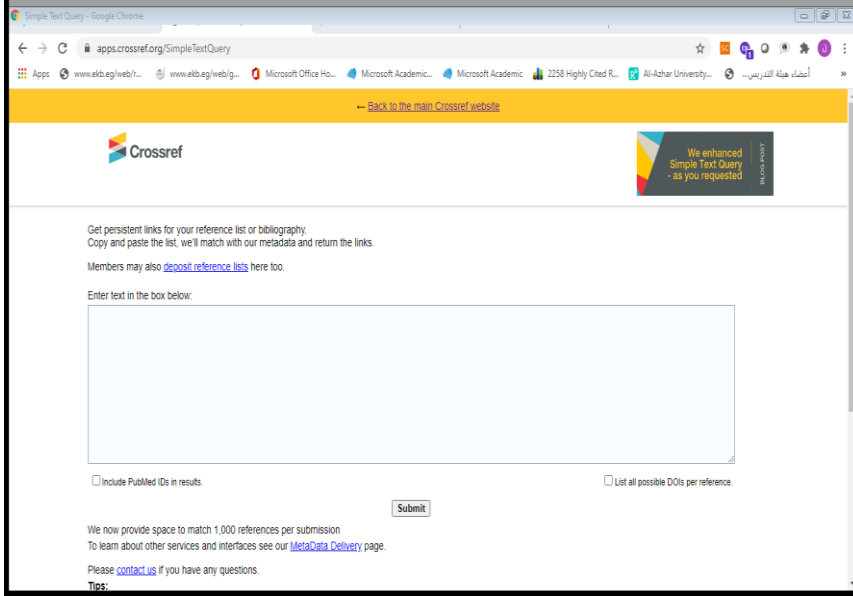 Simple Text Query - Google Chrome
apps.crossref.org/SimpleTextQuery
Apps www.ekb.eg/web/r... www.ekb.eg/web/g... Microsoft Office Ho... Microsoft Academic... Microsoft Academic 2258 Highly Cited R... Al-Azhar University... أعضاء هيئة التدريس... »
← Back to the main Crossref website
Crossref
We enhanced
Simple Text Query
- as you requested
BLOG POST
Get persistent links for your reference list or bibliography.
Copy and paste the list, we'll match with our metadata and return the links.
Members may also deposit reference lists here too.
Enter text in the box below:
Include PubMed IDs in results.
List all possible DOIs per reference.
Submit
We now provide space to match 1,000 references per submission
To learn about other services and interfaces see our MetaData Delivery page.
Please contact us if you have any questions.
Tips: